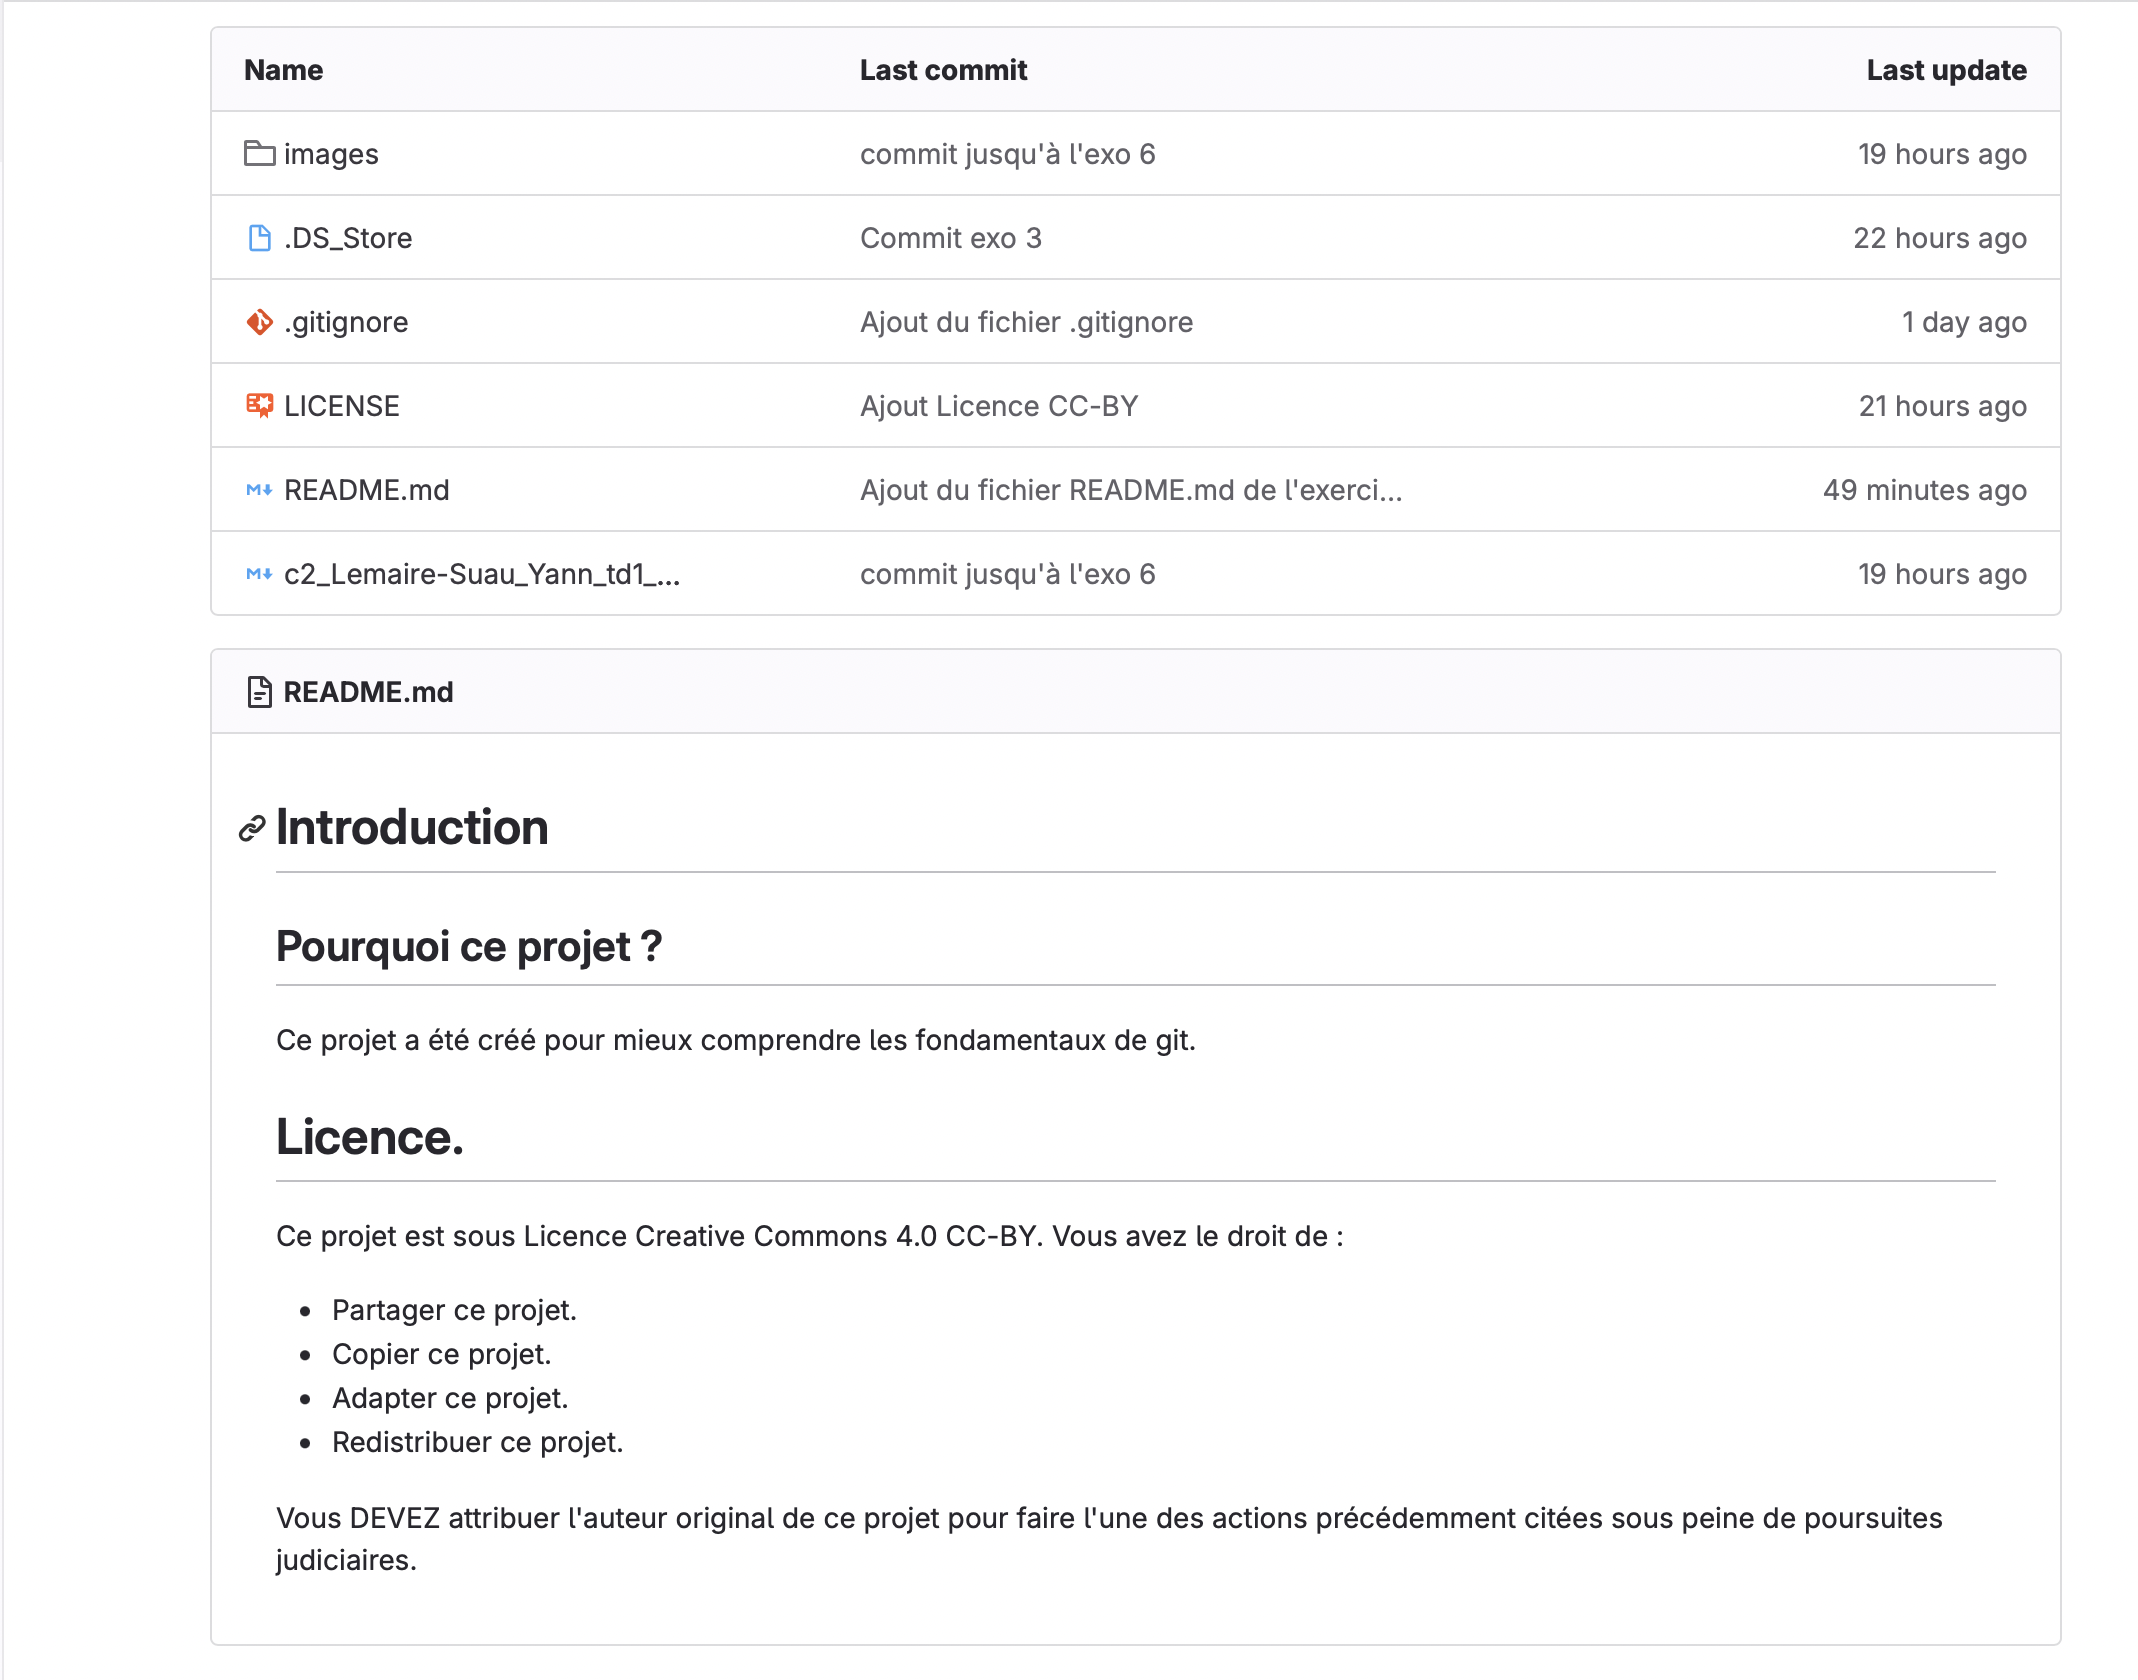 Name Last commit Last update
images commit jusqu'à l'exo 6 19 hours ago
.DS_Store Commit exo 3 22 hours ago
.gitignore Ajout du fichier .gitignore 1 day ago
LICENSE Ajout Licence CC-BY 21 hours ago
README.md Ajout du fichier README.md de l'exerci... 49 minutes ago
c2_Lemaire-Suau_Yann_td1_... commit jusqu'à l'exo 6 19 hours ago
README.md
Introduction
Pourquoi ce projet ?
Ce projet a été créé pour mieux comprendre les fondamentaux de git.
Licence.
Ce projet est sous Licence Creative Commons 4.0 CC-BY. Vous avez le droit de :
• Partager ce projet.
• Copier ce projet.
• Adapter ce projet.
• Redistribuer ce projet.
Vous DEVEZ attribuer l'auteur original de ce projet pour faire l'une des actions précédemment citées sous peine de poursuites
judiciaires.